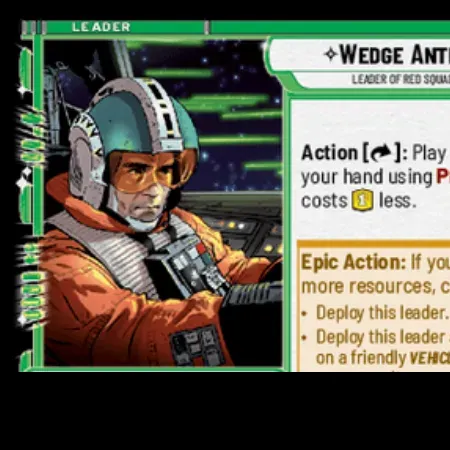 LEADER
WEDGE ANT
LEADER OF RED SQUA
Action [ ]: Play
your hand using P
costs 1 less.
Epic Action: If you
more resources, c
• Deploy this leader.
• Deploy this leader
on a friendly VEHIC